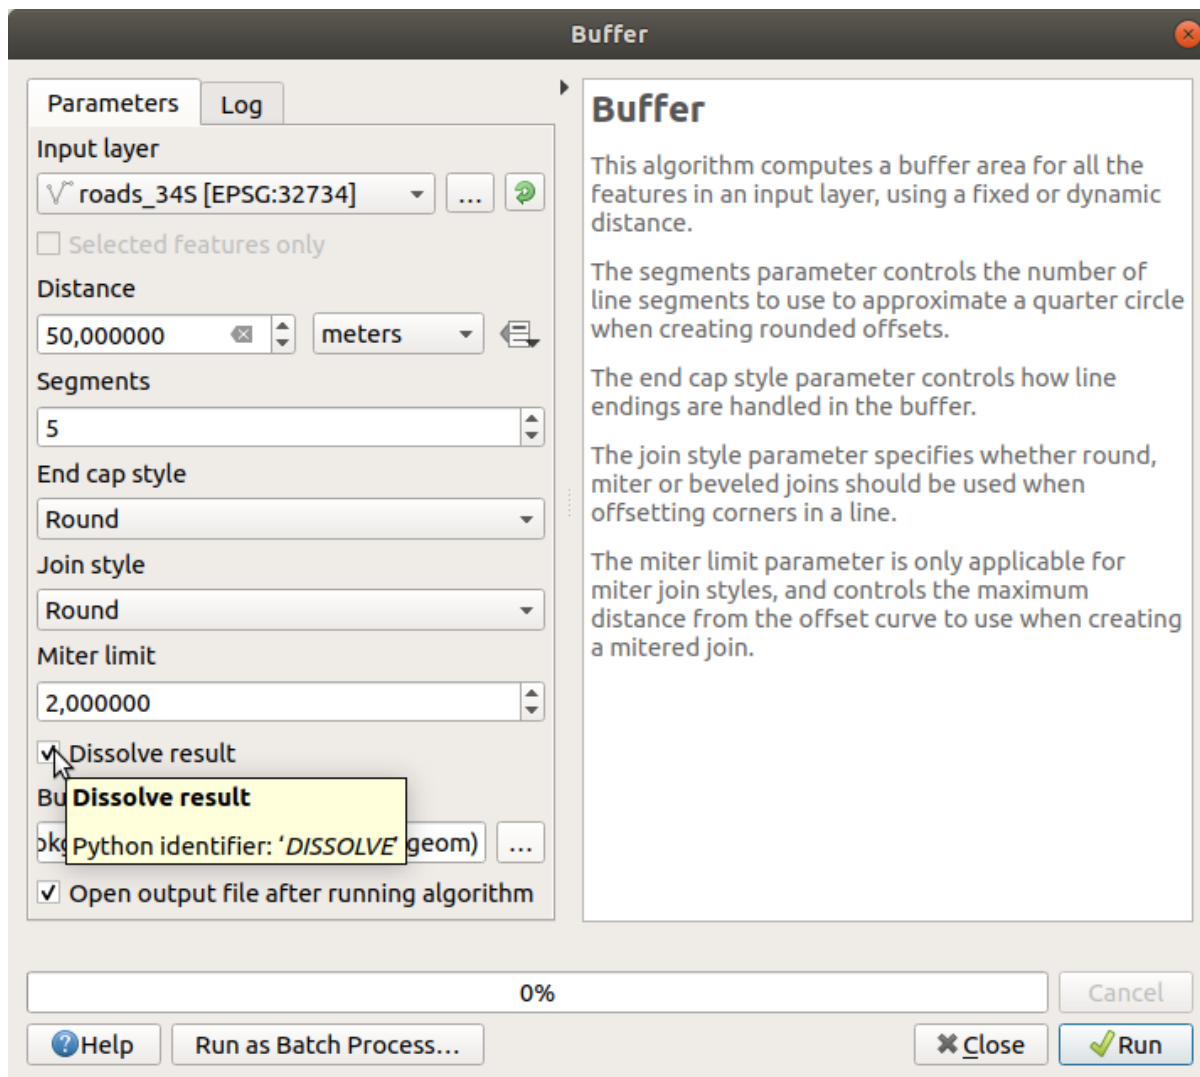 Buffer
Parameters
Log
Input layer
roads_34S [EPSG:32734]
...
Selected features only
Distance
50,000000
meters
Segments
5
End cap style
Round
Join style
Round
Miter limit
2,000000
Dissolve result
Dissolve result
Python identifier: ‘DISSOLVE’
geom)
...
Open output file after running algorithm
Buffer
This algorithm computes a buffer area for all the
features in an input layer, using a fixed or dynamic
distance.
The segments parameter controls the number of
line segments to use to approximate a quarter circle
when creating rounded offsets.
The end cap style parameter controls how line
endings are handled in the buffer.
The join style parameter specifies whether round,
miter or beveled joins should be used when
offsetting corners in a line.
The miter limit parameter is only applicable for
miter join styles, and controls the maximum
distance from the offset curve to use when creating
a mitered join.
0%
Cancel
Help
Run as Batch Process...
Close
Run